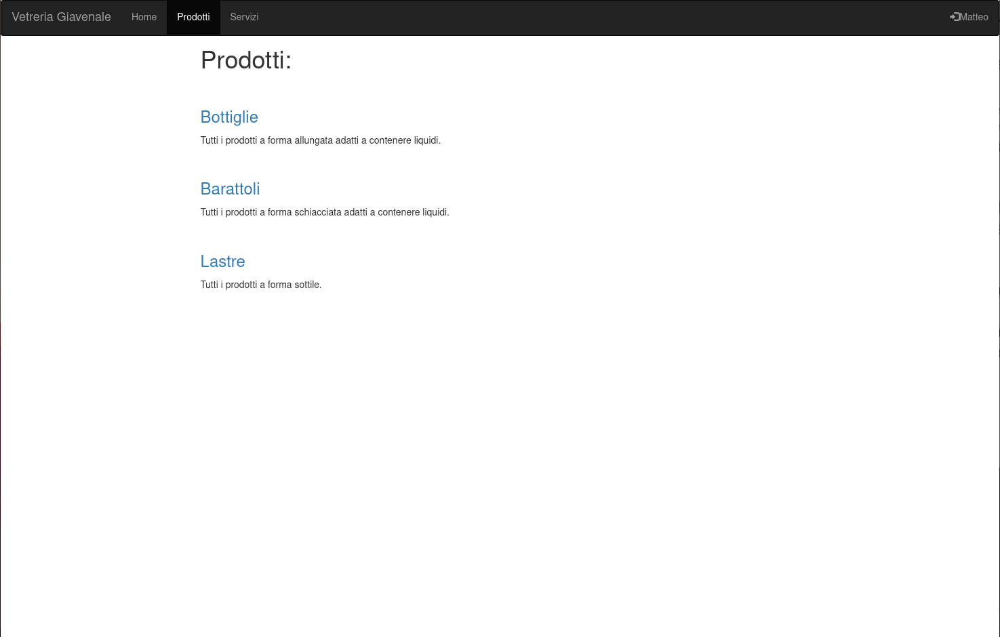 Vetreria Giavenale Home Prodotti Servizi Matteo
Prodotti:
Bottiglie
Tutti i prodotti a forma allungata adatti a contenere liquidi.
Barattoli
Tutti i prodotti a forma schiacciata adatti a contenere liquidi.
Lastre
Tutti i prodotti a forma sottile.